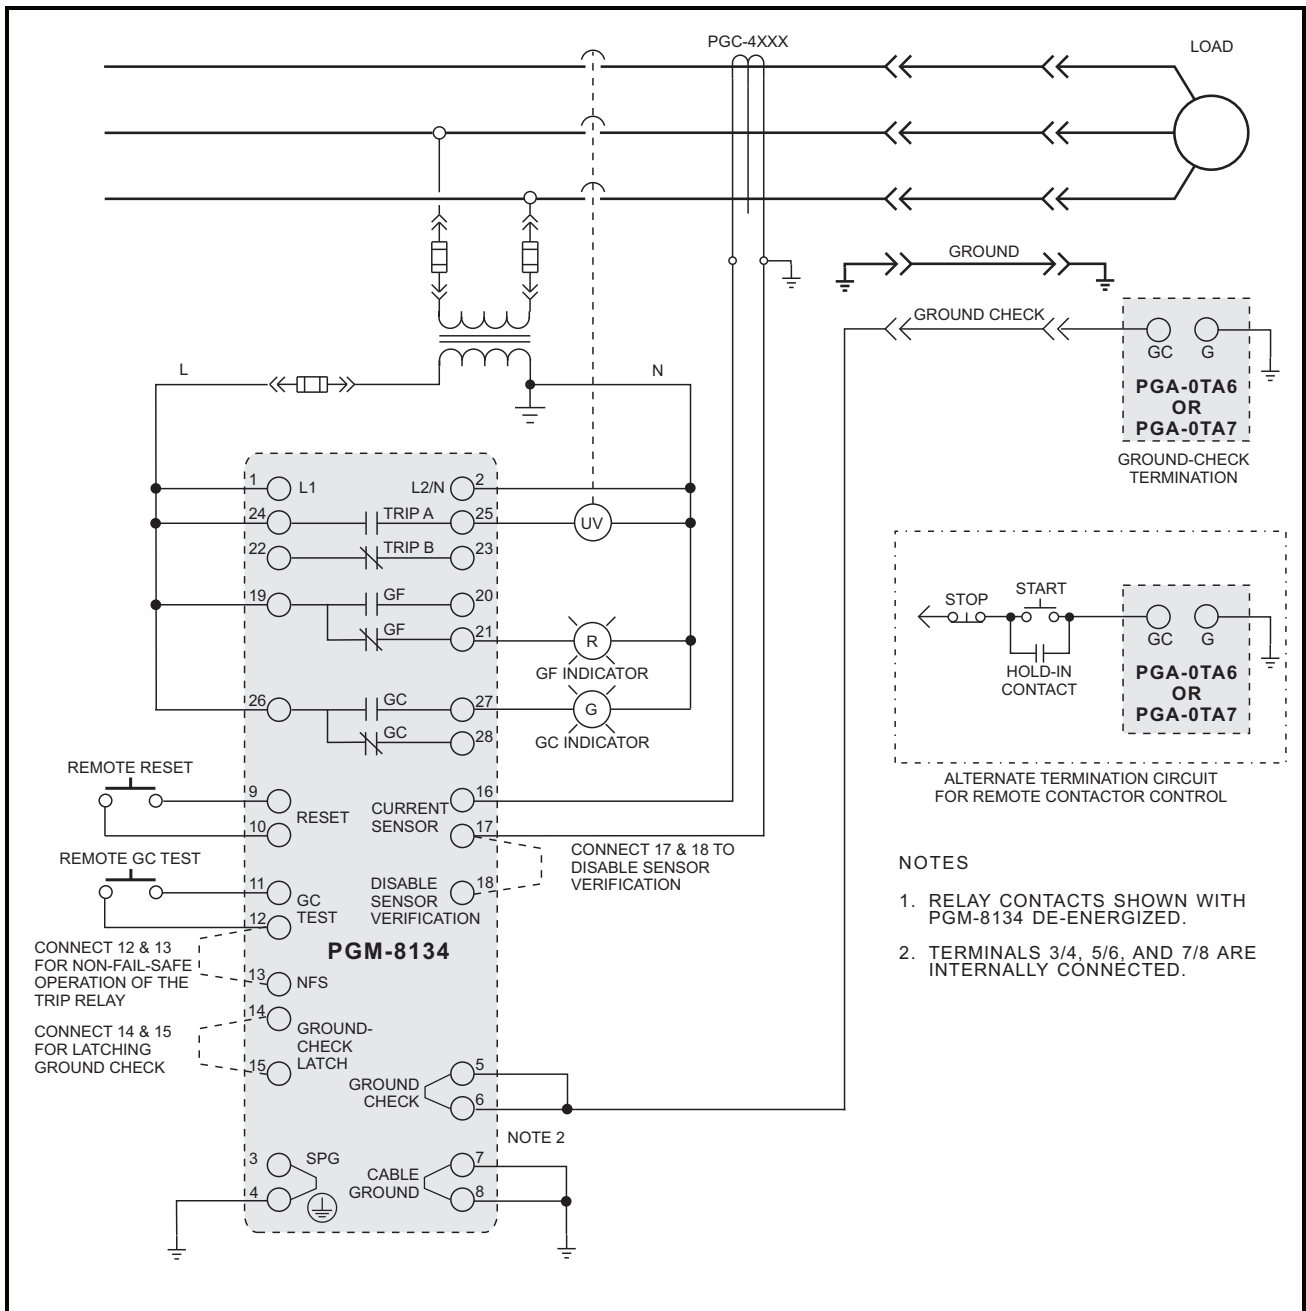 PGC-4XXX
LOAD
GROUND
GROUND CHECK
GC G
PGA-0TA6
OR
PGA-0TA7
GROUND-CHECK
TERMINATION
L
N
1 L1 L2/N 2
24 TRIP A 25 UV
22 TRIP B 23
19 GF 20
GF 21 R
GF INDICATOR
26 GC 27 G
GC 28 GC INDICATOR
STOP
START
HOLD-IN
CONTACT
GC G
PGA-0TA6
OR
PGA-0TA7
ALTERNATE TERMINATION CIRCUIT
FOR REMOTE CONTACTOR CONTROL
REMOTE RESET
9
10
RESET
CURRENT
SENSOR
16
17
REMOTE GC TEST
11
12
GC
TEST
DISABLE
SENSOR
VERIFICATION
18
CONNECT 17 & 18 TO
DISABLE SENSOR
VERIFICATION
PGM-8134
CONNECT 12 & 13
FOR NON-FAIL-SAFE
OPERATION OF THE
TRIP RELAY
13 NFS
14
CONNECT 14 & 15
FOR LATCHING
GROUND CHECK
15
GROUND-
CHECK
LATCH
GROUND
CHECK
5
6
NOTE 2
3 SPG
4
CABLE
GROUND
7
8
NOTES
1. RELAY CONTACTS SHOWN WITH
PGM-8134 DE-ENERGIZED.
2. TERMINALS 3/4, 5/6, AND 7/8 ARE
INTERNALLY CONNECTED.